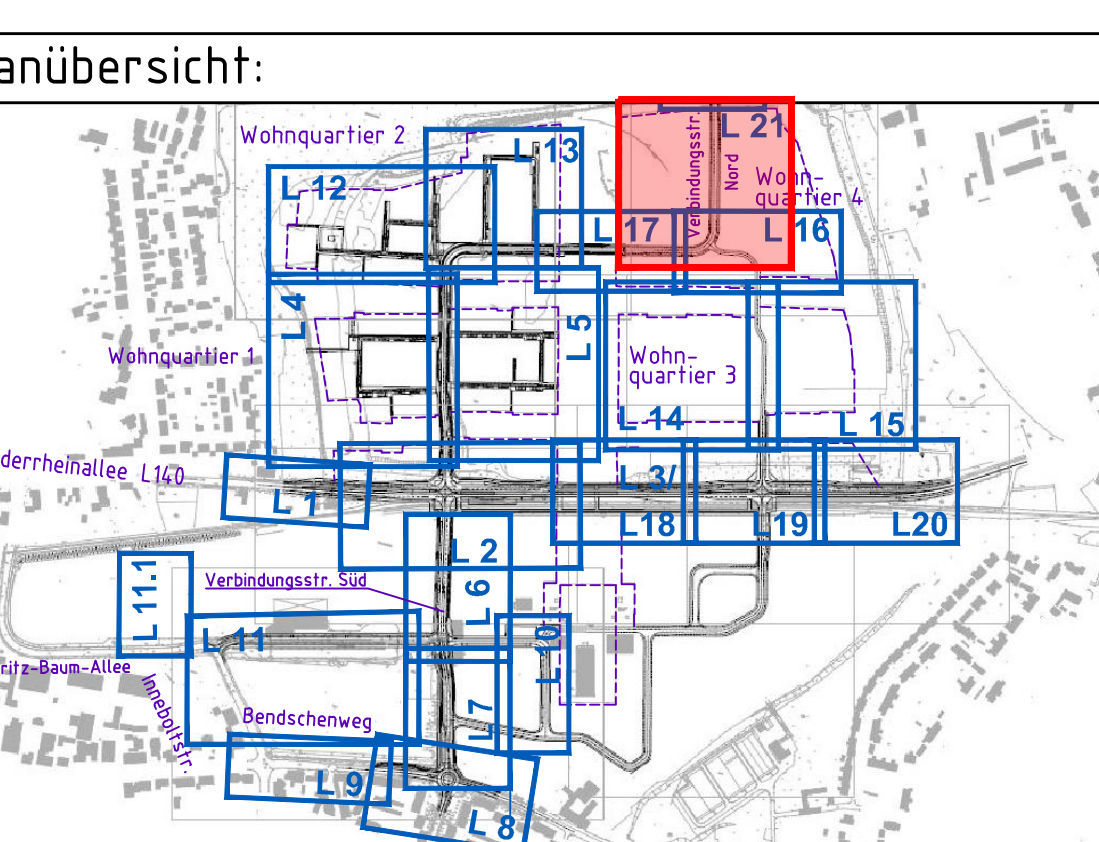 anübersicht:
Wohnquartier 2
L 13
L 21
Verbindungsstr.
Nord
Wohn-
quartier 4
L 12
L 17
L 16
L 4
L 5
Wohnquartier 1
Wohn-
quartier 3
L 14
L 15
derrheinallee L140
L 1
L 3/
L18
L19
L20
L 2
Verbindungsstr. Süd
L 6
L 11.1
L 11
L 10
ritz-Baum-Allee
Inneboltstr.
Bendschenweg
L 7
L 9
L 8